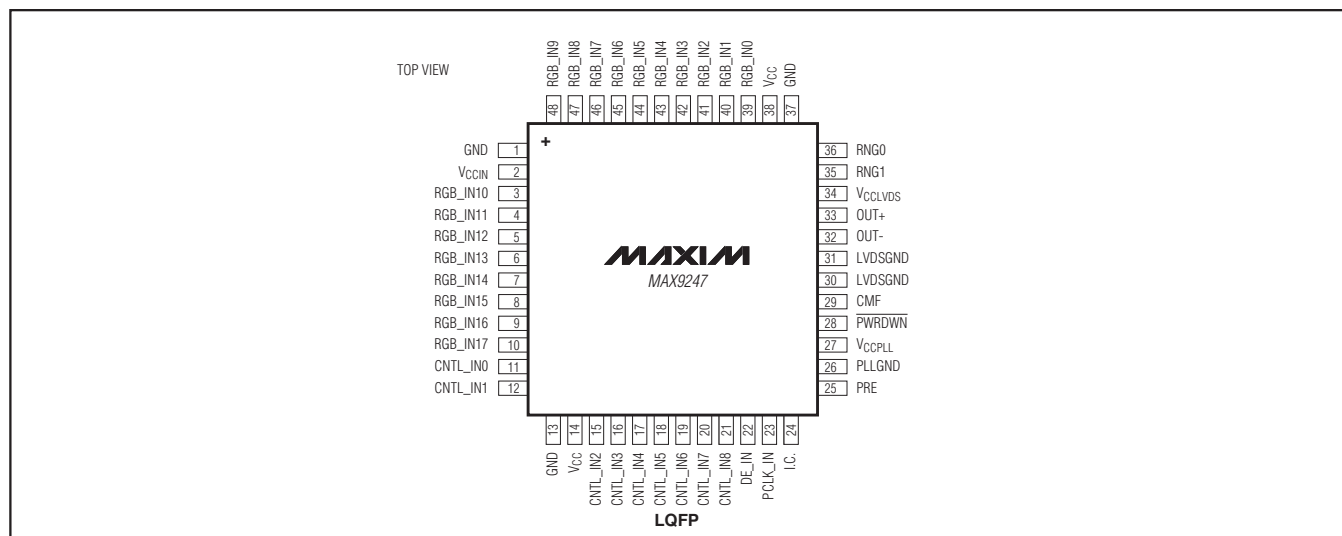 TOP VIEW
RGB_IN9
RGB_IN8
RGB_IN7
RGB_IN6
RGB_IN5
RGB_IN4
RGB_IN3
RGB_IN2
RGB_IN1
RGB_IN0
VCC
GND
48
47
46
45
44
43
42
41
40
39
38
37
+
GND 1
VCCIN 2
RGB_IN10 3
RGB_IN11 4
RGB_IN12 5
RGB_IN13 6
RGB_IN14 7
RGB_IN15 8
RGB_IN16 9
RGB_IN17 10
CNTL_IN0 11
CNTL_IN1 12
MAXIM
MAX9247
36 RNG0
35 RNG1
34 VCCLVDS
33 OUT+
32 OUT-
31 LVDSGND
30 LVDSGND
29 CMF
28 PWRDWN
27 VCCPLL
26 PLLGND
25 PRE
13
14
15
16
17
18
19
20
21
22
23
24
GND
VCC
CNTL_IN2
CNTL_IN3
CNTL_IN4
CNTL_IN5
CNTL_IN6
CNTL_IN7
CNTL_IN8
DE_IN
PCLK_IN
I.C.
LQFP